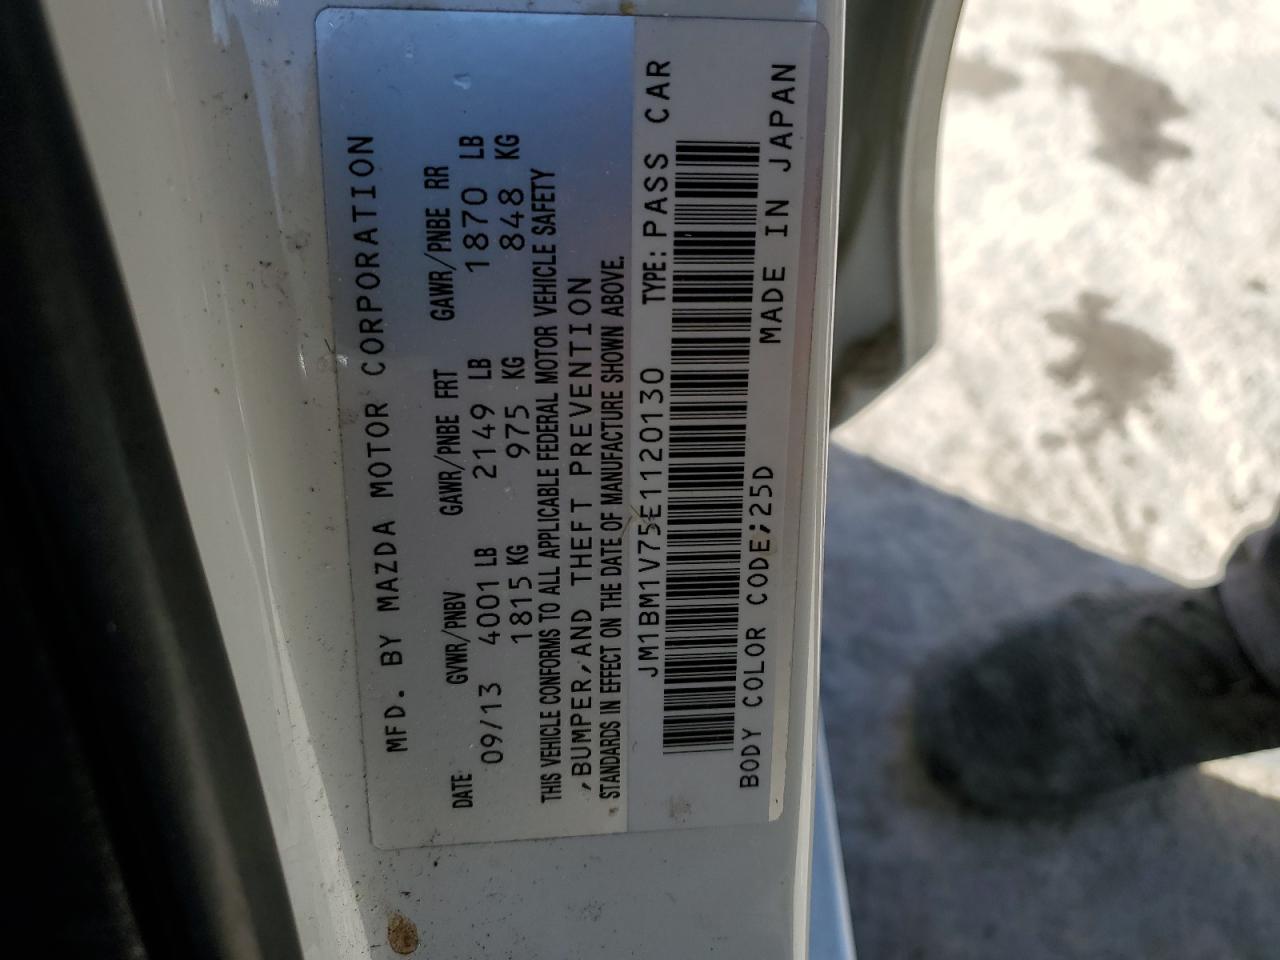 MFD. BY MAZDA MOTOR CORPORATION
DATE GVWR/PNBV GAWR/PNBE FRT GAWR/PNBE RR
09/13 4001 LB 2149 LB 1870 LB
1815 KG 975 KG 848 KG
THIS VEHICLE CONFORMS TO ALL APPLICABLE FEDERAL MOTOR VEHICLE SAFETY
,BUMPER,AND THEFT PREVENTION
STANDARDS IN EFFECT ON THE DATE OF MANUFACTURE SHOWN ABOVE.
JM1BM1V75E1120130 TYPE: PASS CAR
BODY COLOR CODE;25D MADE IN JAPAN